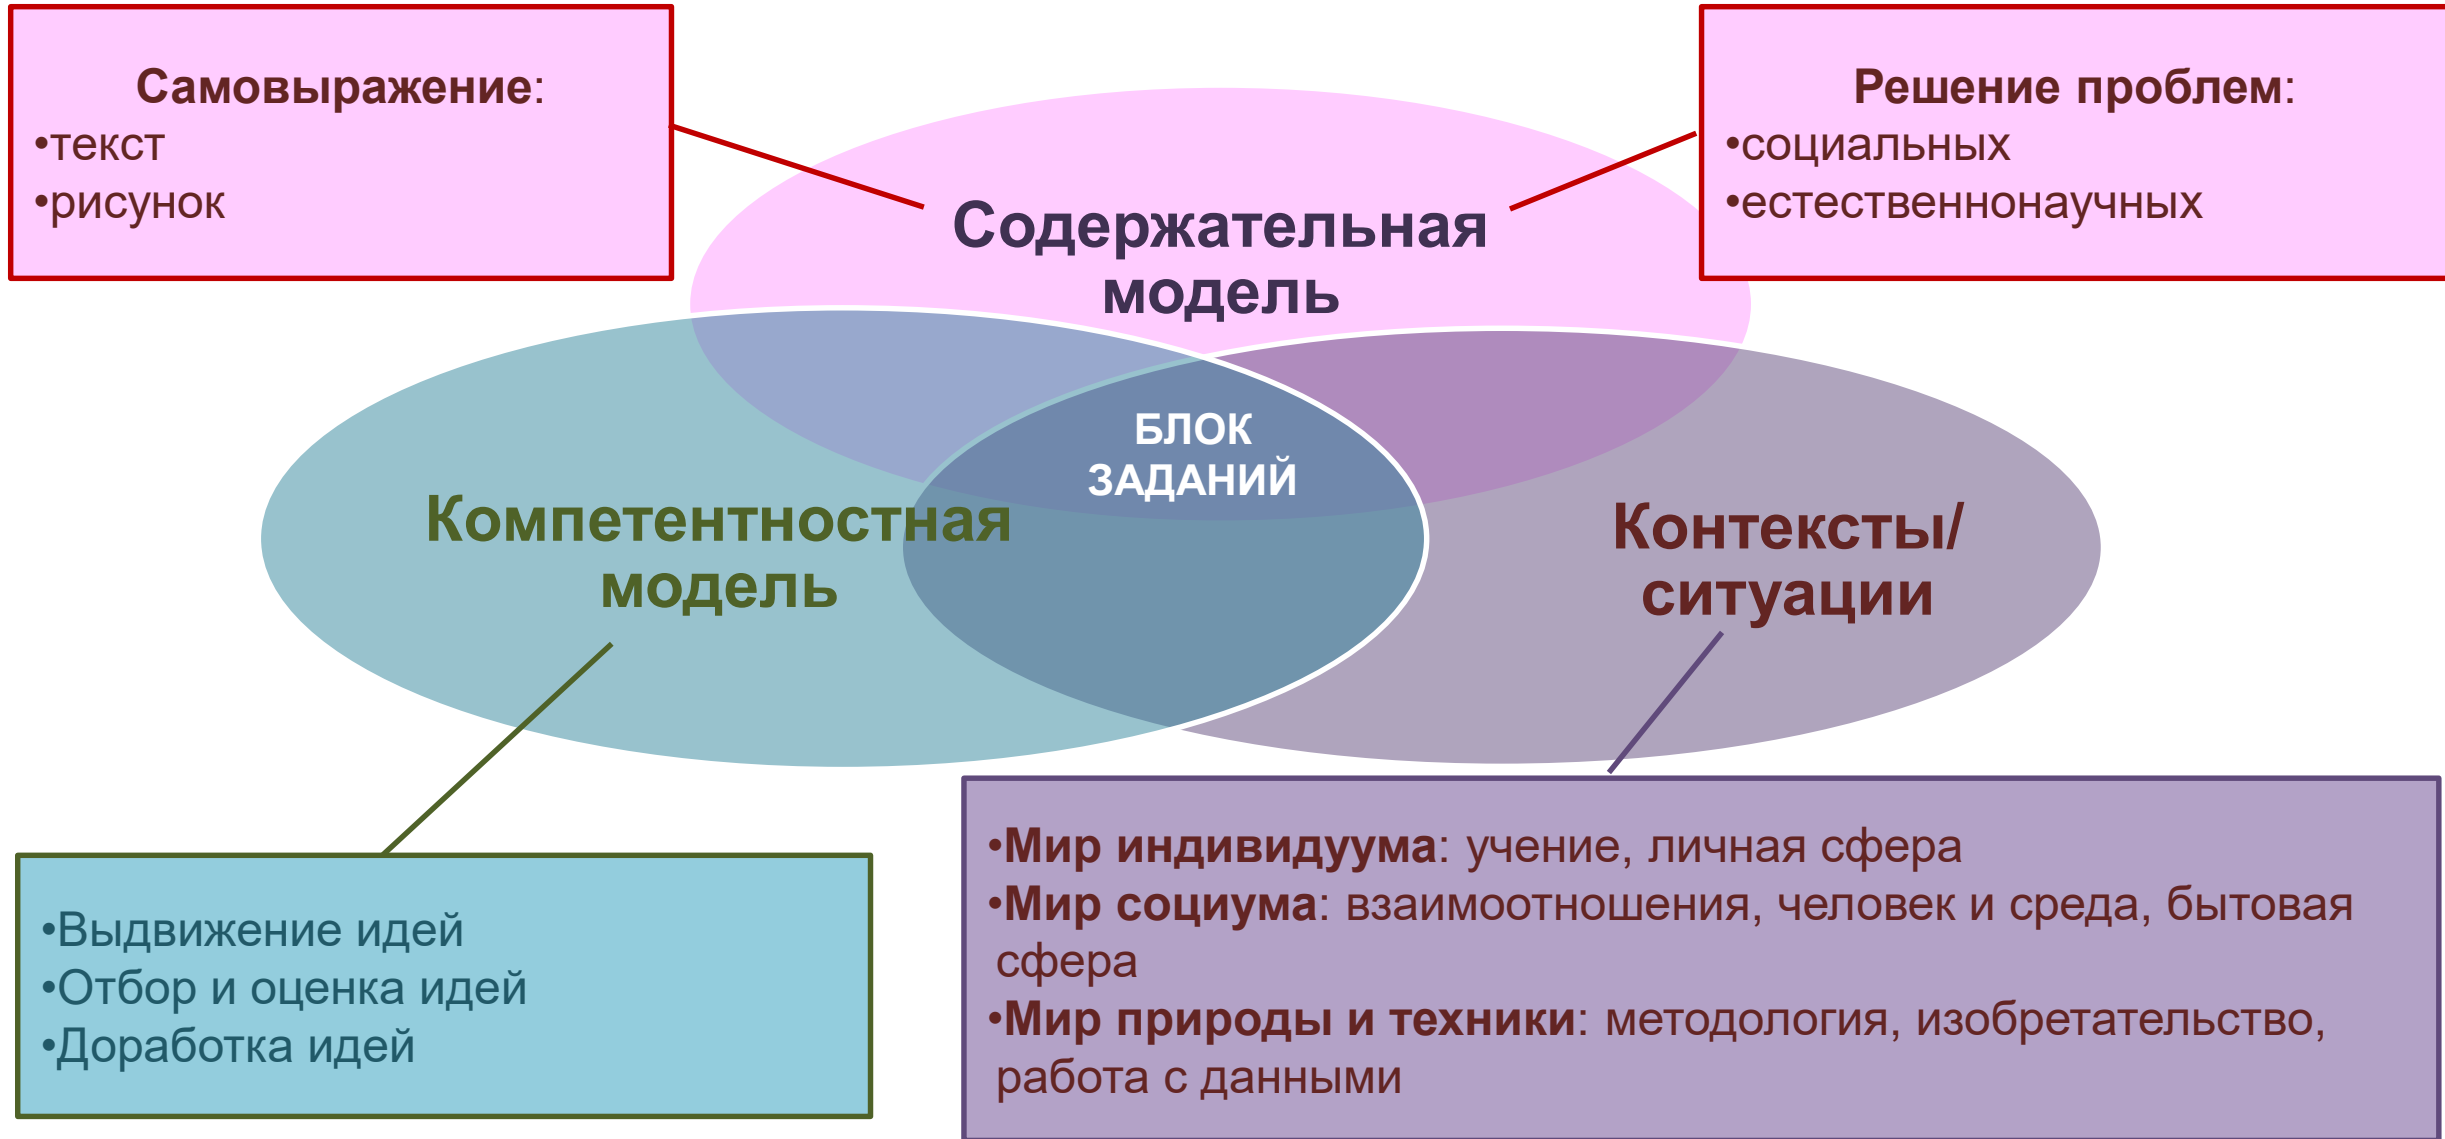 Самовыражение:
•текст
•рисунок
Решение проблем:
•социальных
•естественнонаучных
Содержательная
модель
БЛОК
ЗАДАНИЙ
Компетентностная
модель
Контексты/
ситуации
•Выдвижение идей
•Отбор и оценка идей
•Доработка идей
•Мир индивидуума: учение, личная сфера
•Мир социума: взаимоотношения, человек и среда, бытовая
сфера
•Мир природы и техники: методология, изобретательство,
работа с данными